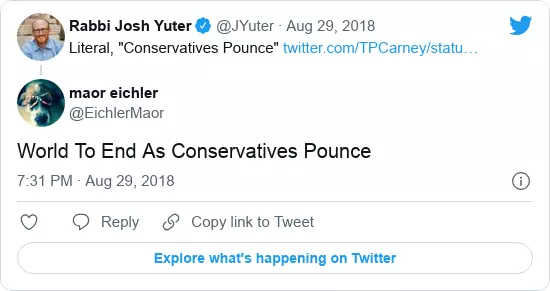 Rabbi Josh Yuter @JYuter · Aug 29, 2018
Literal, "Conservatives Pounce" twitter.com/TPCarney/statu…
maor eichler
@EichlerMaor
World To End As Conservatives Pounce
7:31 PM · Aug 29, 2018
Reply Copy link to Tweet
Explore what's happening on Twitter